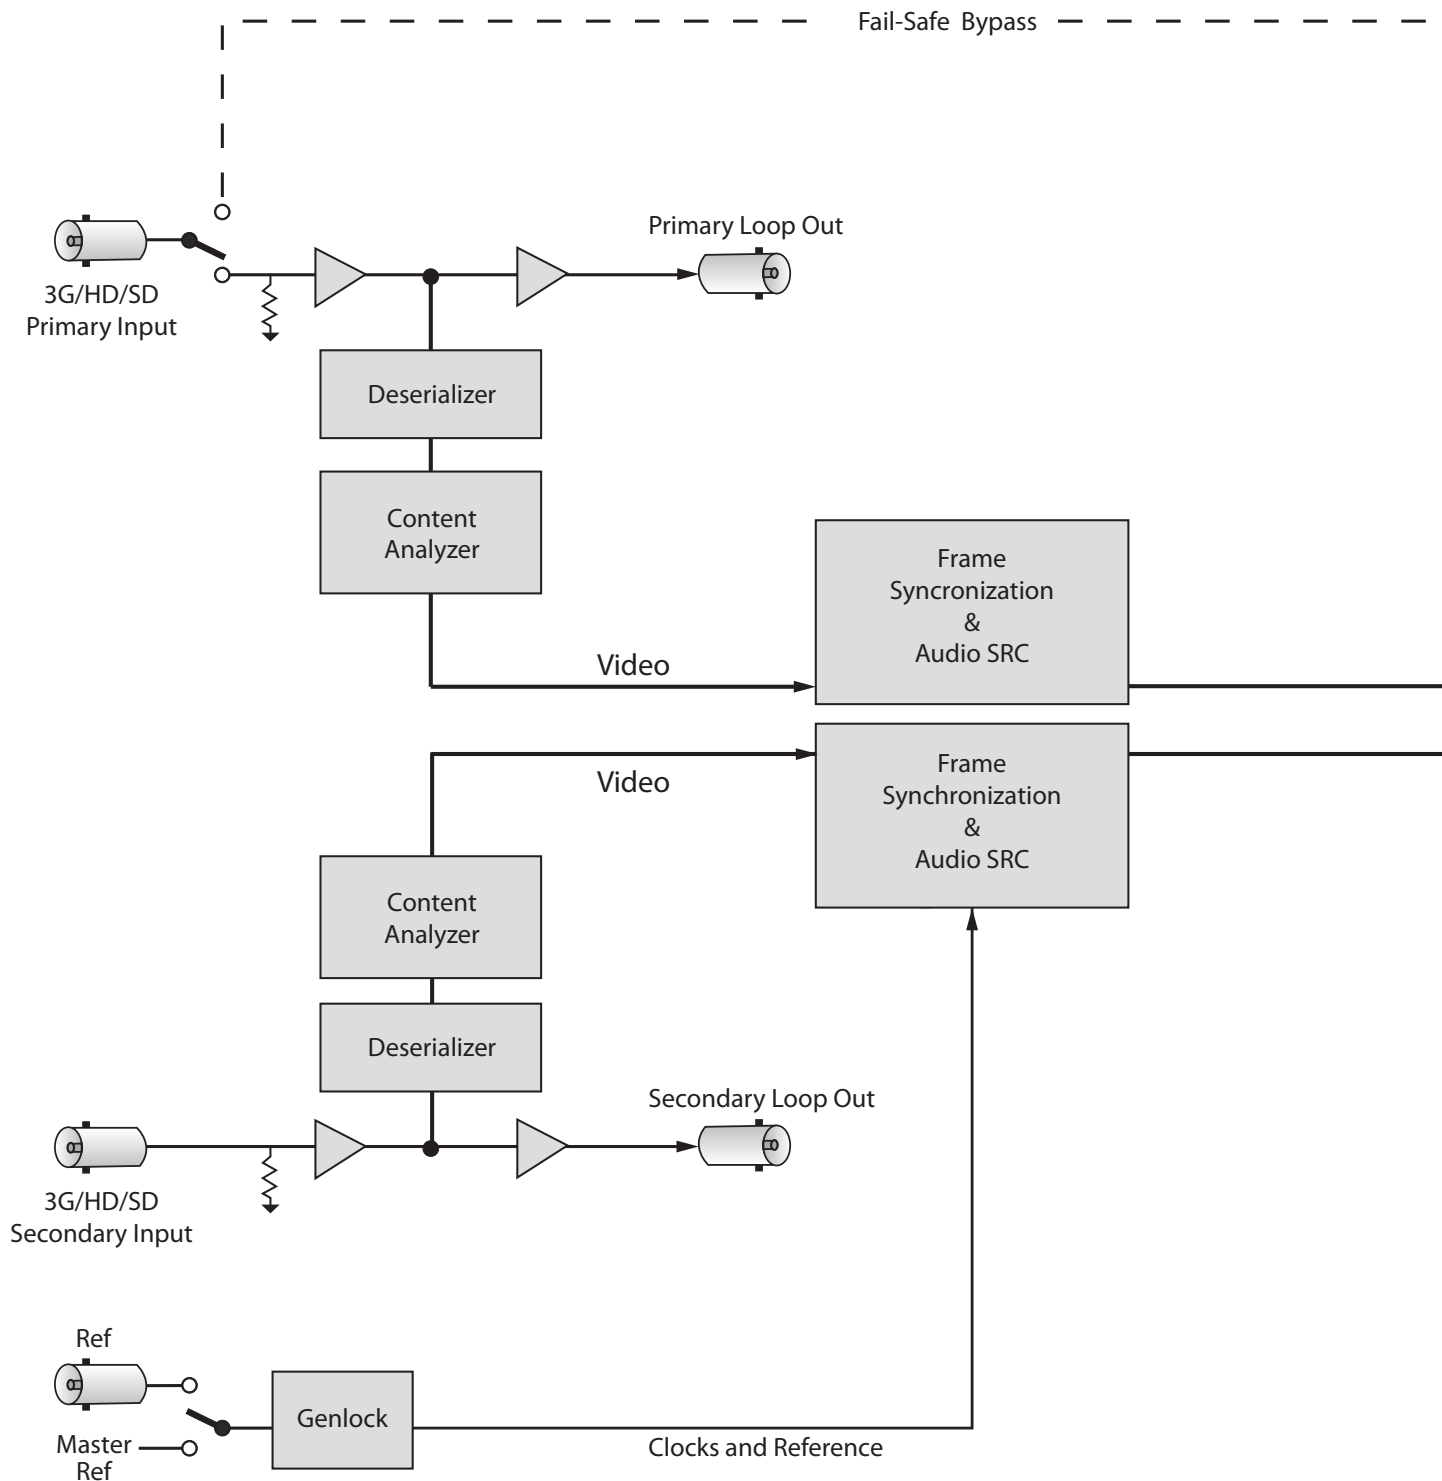 Fail-Safe Bypass
Primary Loop Out
3G/HD/SD
Primary Input
Deserializer
Content
Analyzer
Frame
Syncronization
&
Audio SRC
Video
Video
Frame
Synchronization
&
Audio SRC
Content
Analyzer
Deserializer
Secondary Loop Out
3G/HD/SD
Secondary Input
Ref
Genlock
Master
Ref
Clocks and Reference